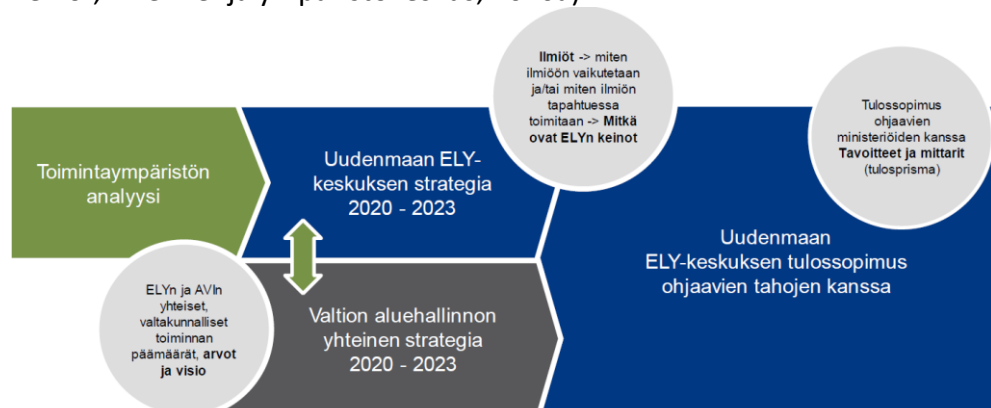 Ilmiöt -> miten
ilmiöön vaikutetaan
ja/tai miten ilmiön
tapahtuessa
toimitaan -> Mitkä
ovat ELYn keinot
Tulossopimus
ohjaavien
ministeriöiden kanssa
Tavoitteet ja mittarit
(tulosprisma)
Toimintaympäristön
analyysi
Uudenmaan ELY-
keskuksen strategia
2020 - 2023
Uudenmaan
ELY-keskuksen tulossopimus
ohjaavien tahojen kanssa
ELYn ja AVIn
yhteiset,
valtakunnalliset
toiminnan
päämäärät, arvot
ja visio
Valtion aluehallinnon
yhteinen strategia
2020 - 2023